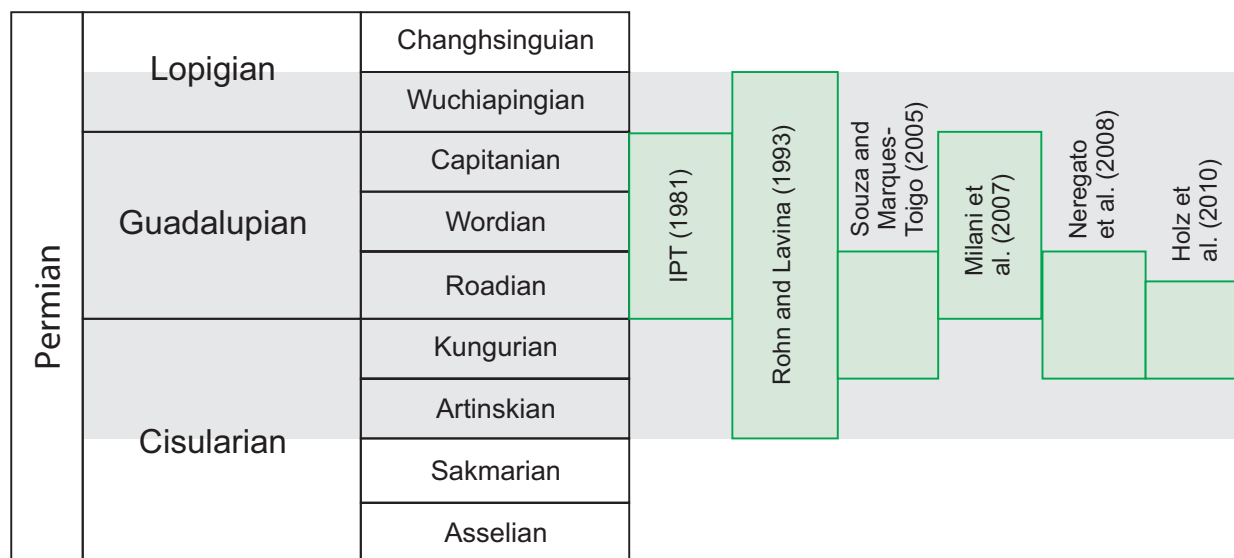 Permian
Lopigian
Guadalupian
Cisularian
Changhsinguian
Wuchiapingian
Capitanian
Wordian
Roadian
Kungurian
Artinskian
Sakmarian
Asselian
IPT (1981)
Rohn and Lavina (1993)
Souza and
Marques-
Toigo (2005)
Milani et
al. (2007)
Neregato
et al. (2008)
Holz et
al. (2010)